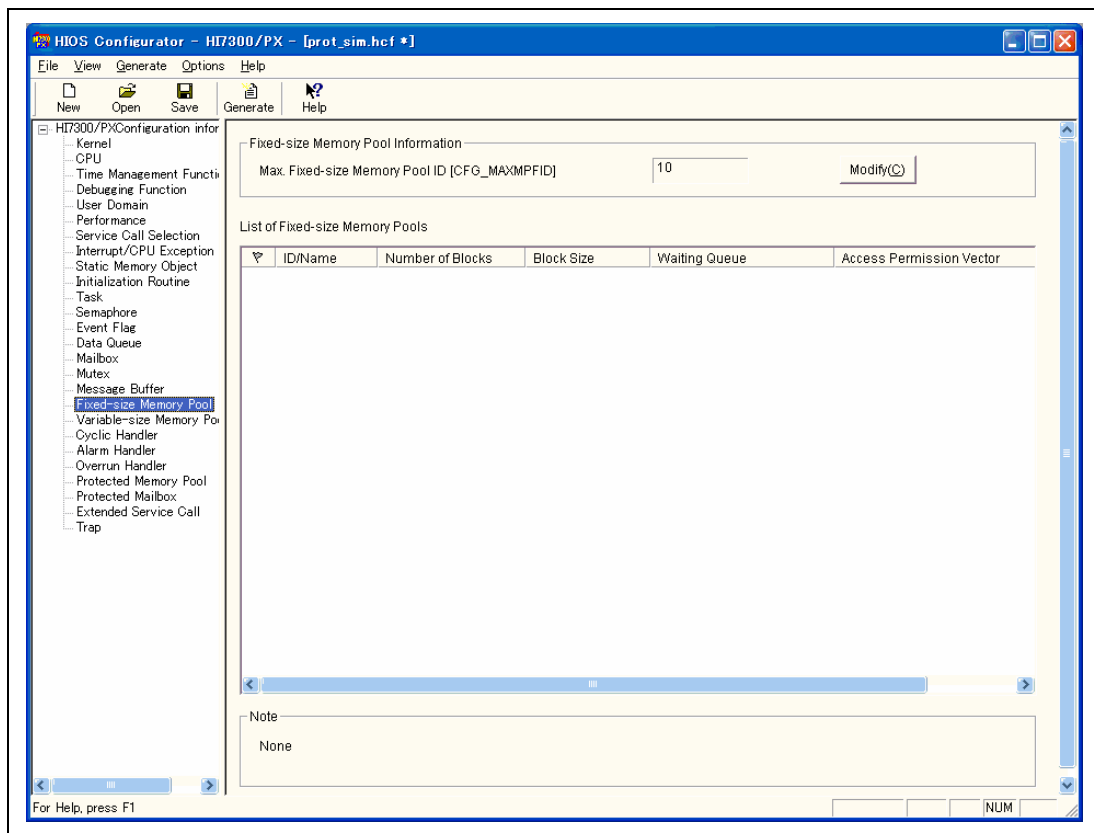 HIOS Configurator - HI7300/PX - [prot_sim.hcf *]
File View Generate Options Help
New Open Save Generate Help
HI7300/PXConfiguration infor
Kernel
CPU
Time Management Functi
Debugging Function
User Domain
Performance
Service Call Selection
Interrupt/CPU Exception
Static Memory Object
Initialization Routine
Task
Semaphore
Event Flag
Data Queue
Mailbox
Mutex
Message Buffer
Fixed-size Memory Pool
Variable-size Memory Po
Cyclic Handler
Alarm Handler
Overrun Handler
Protected Memory Pool
Protected Mailbox
Extended Service Call
Trap
Fixed-size Memory Pool Information
Max. Fixed-size Memory Pool ID [CFG_MAXMPFID] 10 Modify(C)
List of Fixed-size Memory Pools
ID/Name Number of Blocks Block Size Waiting Queue Access Permission Vector
Note
None
For Help, press F1 NUM